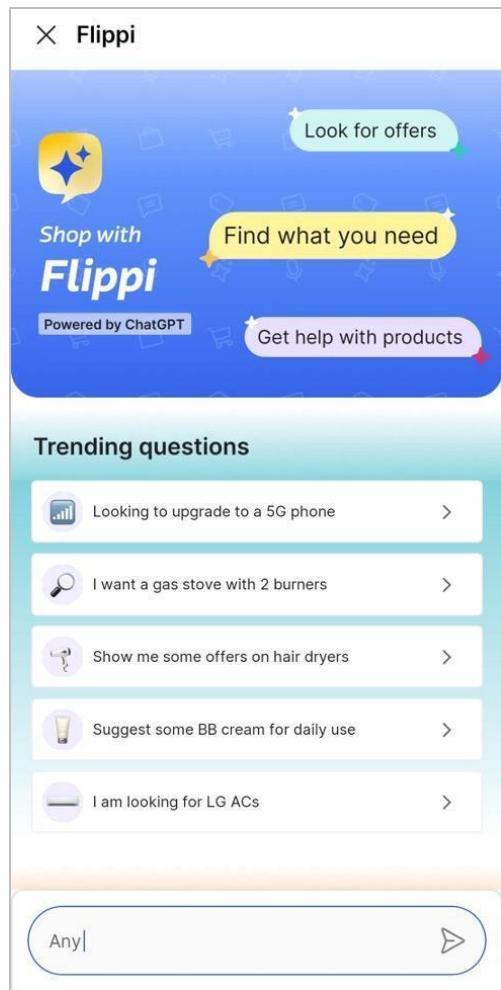 Flippi
Look for offers
Shop with
Find what you need
Flippi
Powered by ChatGPT
Get help with products
Trending questions
Looking to upgrade to a 5G phone
I want a gas stove with 2 burners
Show me some offers on hair dryers
Suggest some BB cream for daily use
I am looking for LG ACs
Any